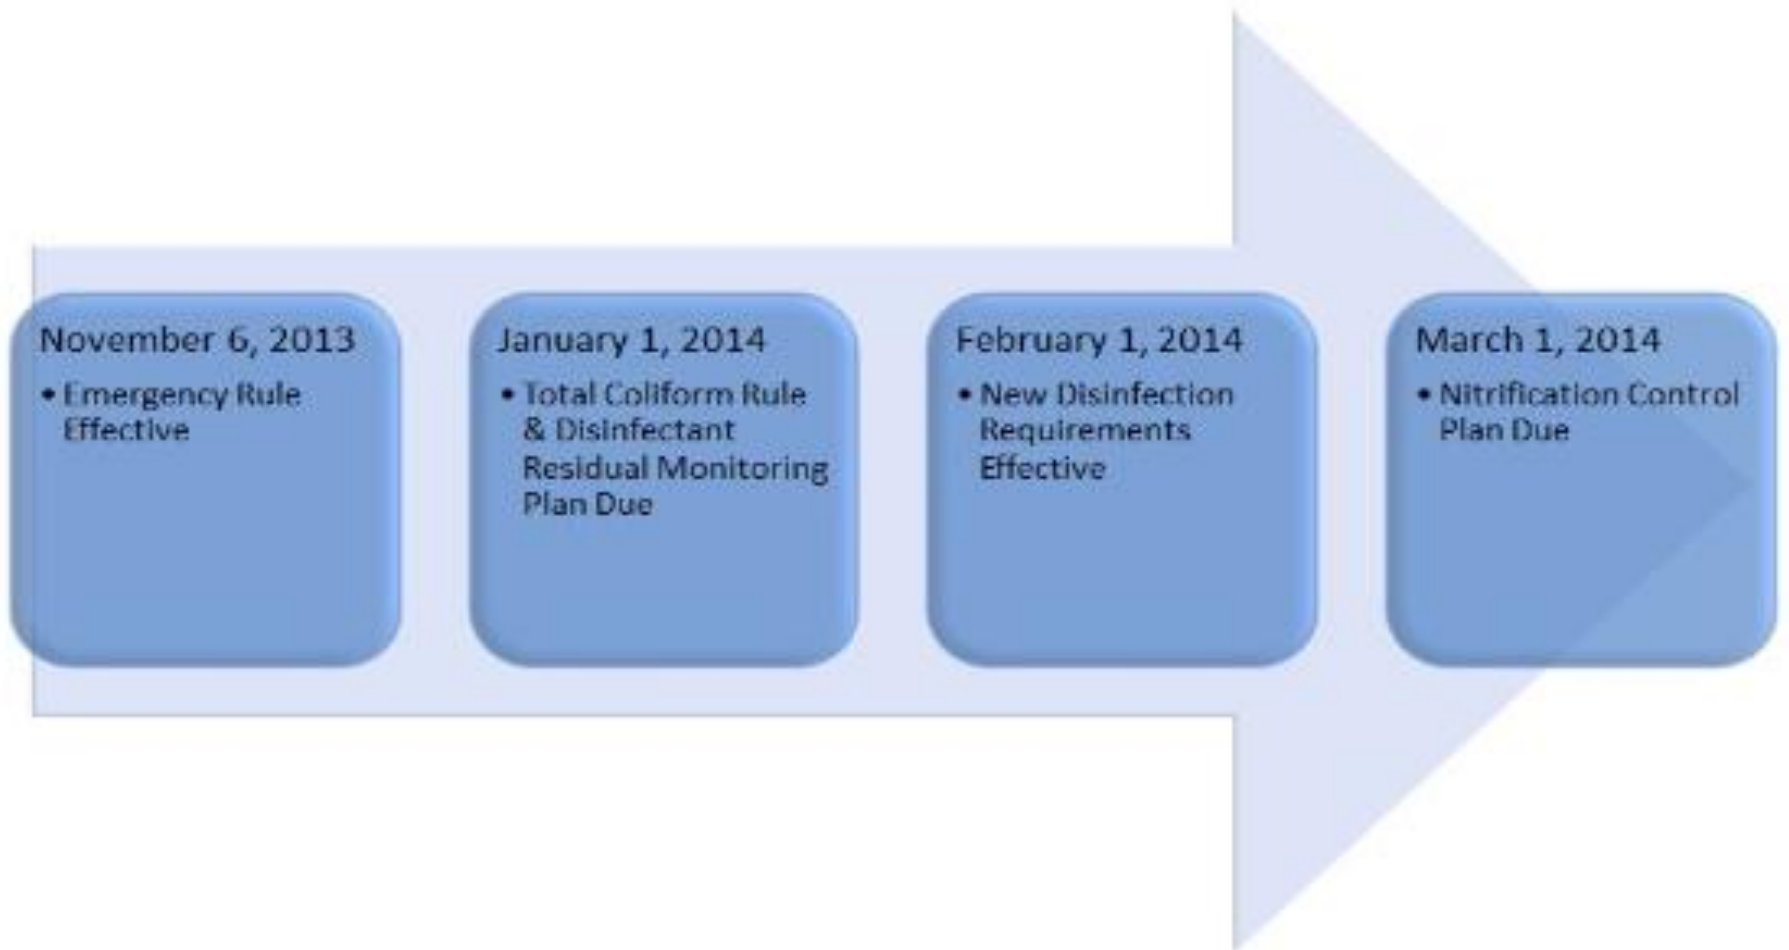 November 6, 2013
• Emergency Rule
Effective
January 1, 2014
• Total Coliform Rule
& Disinfectant
Residual Monitoring
Plan Due
February 1, 2014
• New Disinfection
Requirements
Effective
March 1, 2014
• Nitrification Control
Plan Due